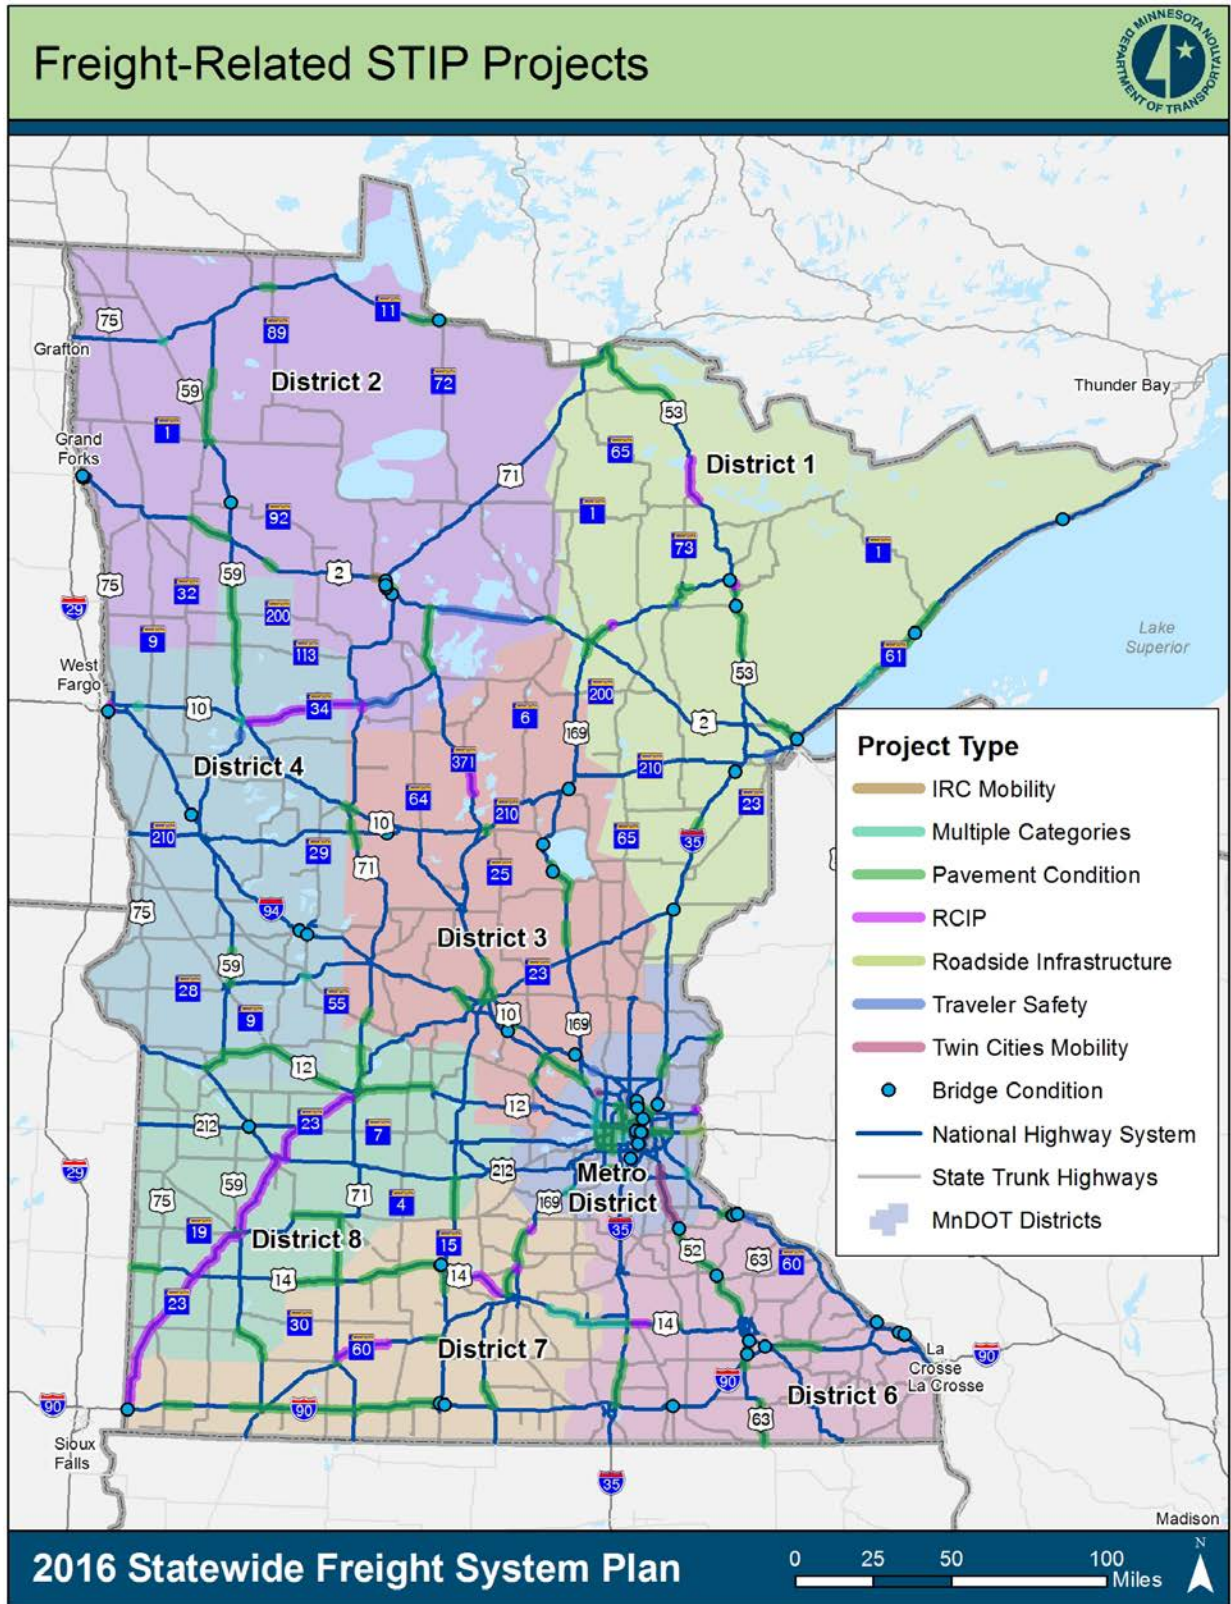 Freight-Related STIP Projects
MINNESOTA
DEPARTMENT OF TRANSPORTATION
75
11
89
Grafton
District 2
72
Thunder Bay
59
53
1
Grand
Forks
65
District 1
71
92
1
73
1
75
59
2
29
32
200
9
113
Lake
Superior
61
53
West
Fargo
10
34
200
6
2
169
District 4
371
210
64
23
210
10
210
65
29
35
71
25
75
94
District 3
59
23
28
55
9
10
169
12
12
23
212
7
212
Metro
District
59
75
71
169
4
35
19
District 8
15
52
63
60
14
14
23
30
14
60
District 7
La
Crosse
La Crosse
90
90
District 6
90
90
63
Sioux
Falls
29
35
Madison
Project Type
IRC Mobility
Multiple Categories
Pavement Condition
RCIP
Roadside Infrastructure
Traveler Safety
Twin Cities Mobility
Bridge Condition
National Highway System
State Trunk Highways
MnDOT Districts
2016 Statewide Freight System Plan
0 25 50 100
Miles
N